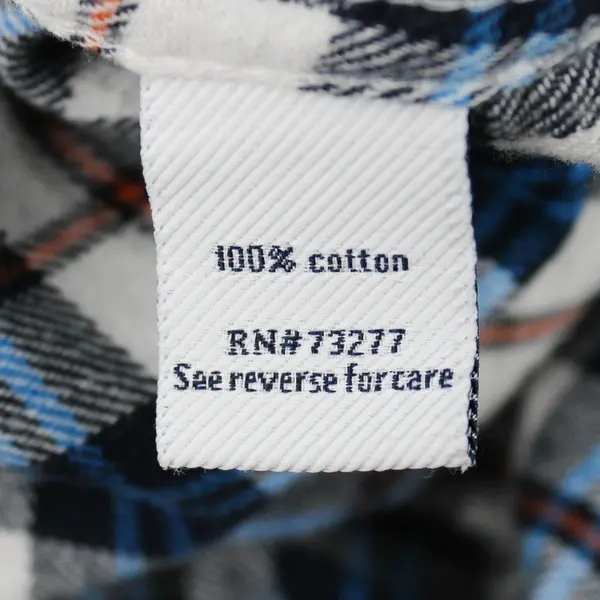 100% cotton
RN# 73277
See reverse for care